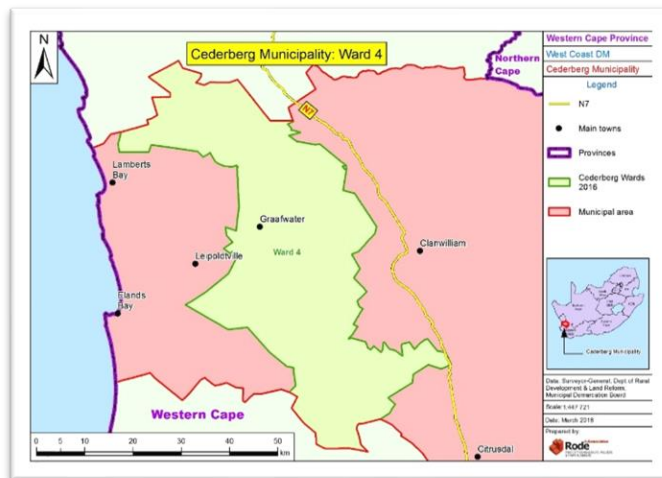 N
Cederberg Municipality: Ward 4
Northern
Cape
N7
Lamberts
Bay
Graafwater
Clanwilliam
Ward 4
Leipoldtville
Elands
Bay
Western Cape
Citrusdal
0 5 10 20 30 40 50
km
Western Cape Province
West Coast DM
Cederberg Municipality
Legend
N7
Main towns
Provinces
Cederberg Wards
2016
Municipal area
Cederberg Municipality
Data: Surveyor-General, Dept of Rural
Development & Land Reform,
Municipal Demarcation Board
Date: March 2018
Prepared by:
Rode